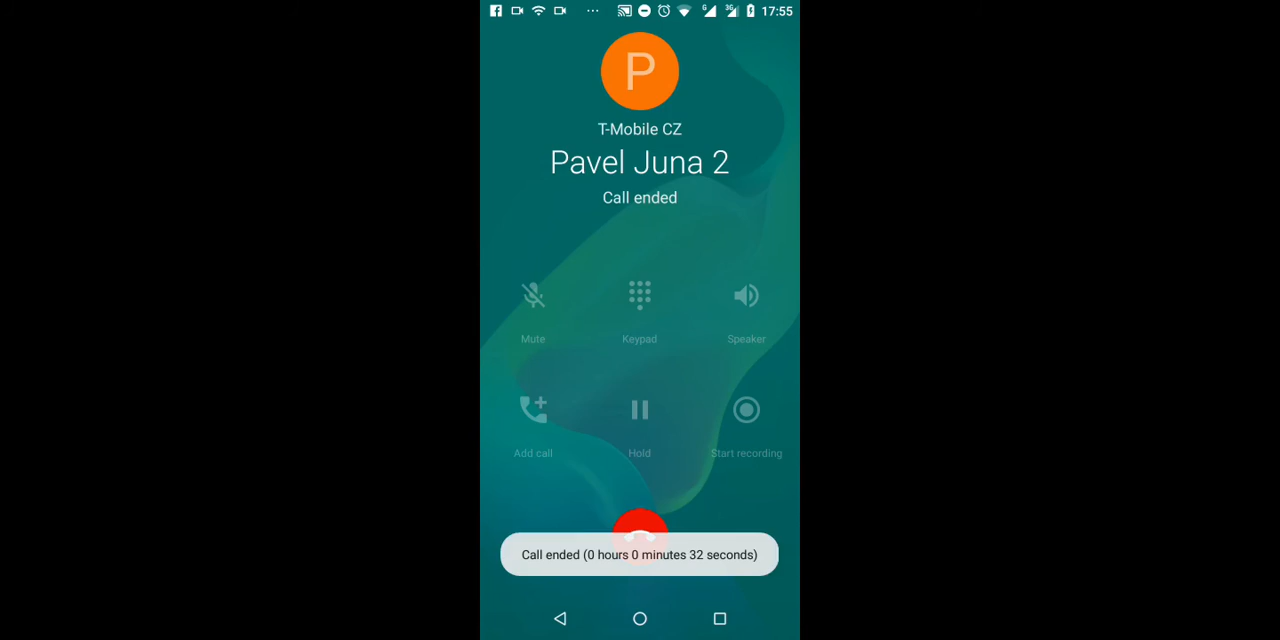 G 3G 17:55
P
T-Mobile CZ
Pavel Juna 2
Call ended
Mute Keypad Speaker
Add call Hold Start recording
Call ended (0 hours 0 minutes 32 seconds)